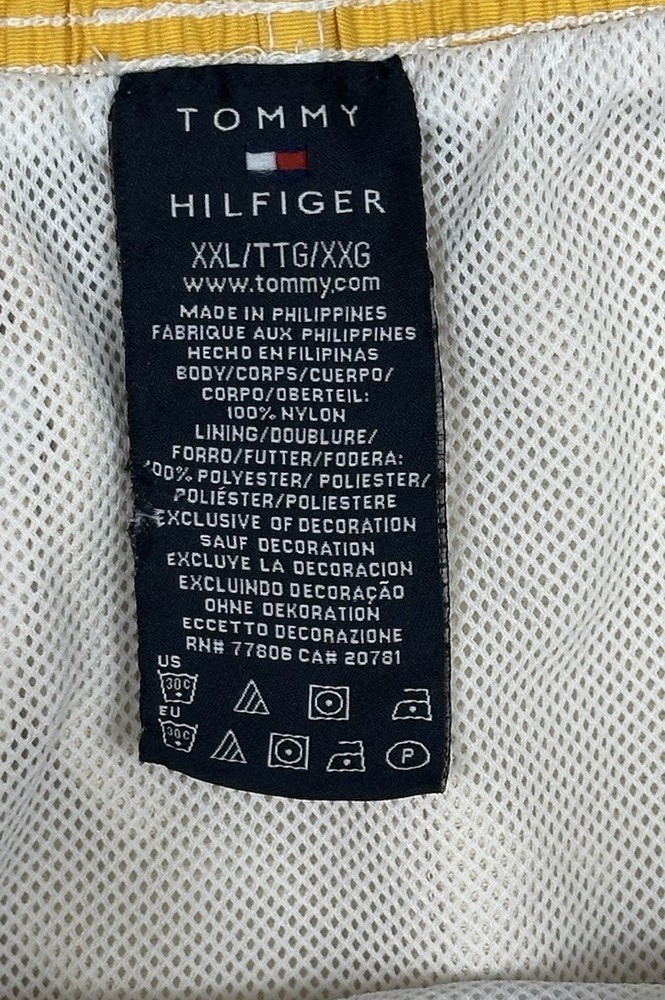 TOMMY
HILFIGER
XXL/TTG/XXG
www.tommy.com
MADE IN PHILIPPINES
FABRIQUE AUX PHILIPPINES
HECHO EN FILIPINAS
BODY/CORPS/CUERPO/
CORPO/OBERTEIL:
100% NYLON
LINING/DOUBLURE/
FORRO/FUTTER/FODERA:
100% POLYESTER/ POLIESTER/
POLIÉSTER/POLIESTERE
EXCLUSIVE OF DECORATION
SAUF DECORATION
EXCLUYE LA DECORACION
EXCLUINDO DECORAÇÃO
OHNE DEKORATION
ECCETTO DECORAZIONE
RN# 77806 CA# 20781
US
30C
EU
30C P